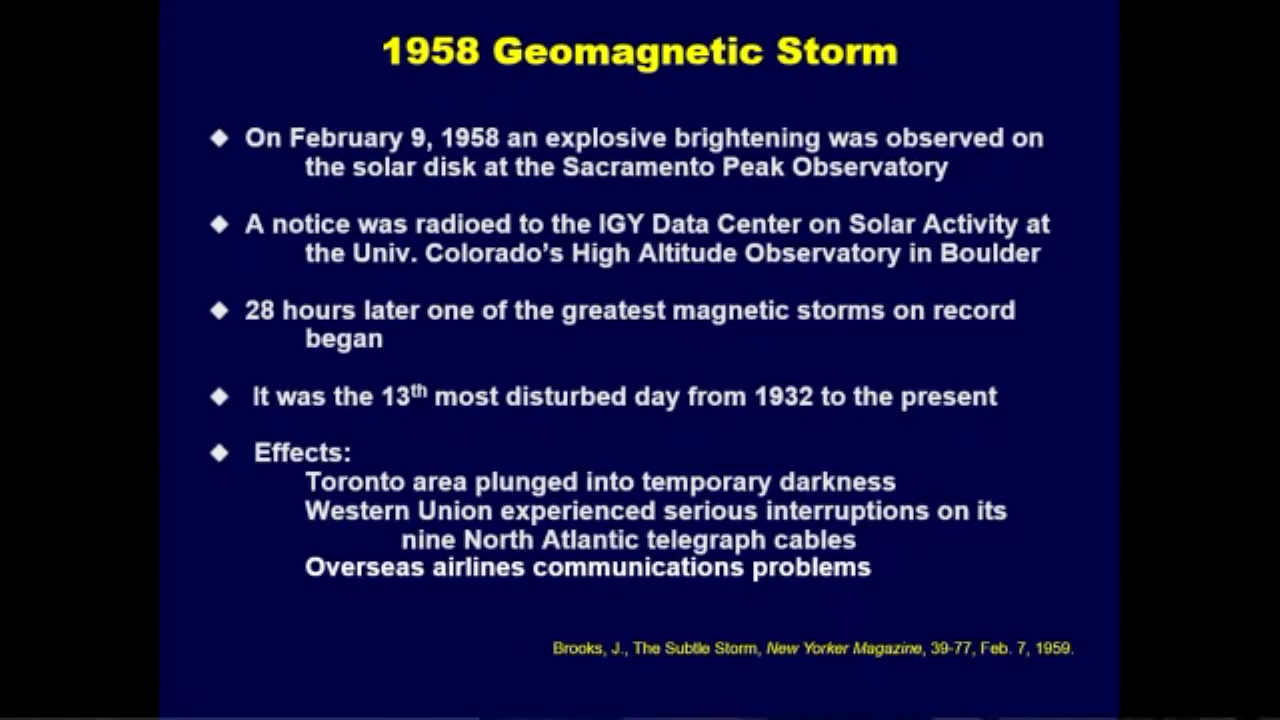 1958 Geomagnetic Storm
◆ On February 9, 1958 an explosive brightening was observed on
the solar disk at the Sacramento Peak Observatory
◆ A notice was radioed to the IGY Data Center on Solar Activity at
the Univ. Colorado’s High Altitude Observatory in Boulder
◆ 28 hours later one of the greatest magnetic storms on record
began
◆ It was the 13th most disturbed day from 1932 to the present
◆ Effects:
Toronto area plunged into temporary darkness
Western Union experienced serious interruptions on its
nine North Atlantic telegraph cables
Overseas airlines communications problems
Brooks, J., The Subtle Storm, New Yorker Magazine, 39-77, Feb. 7, 1959.